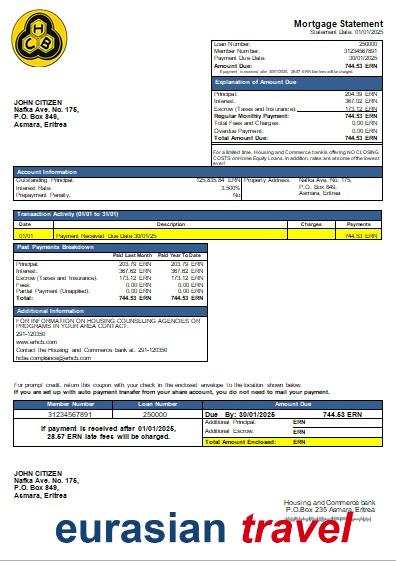 HCB
Mortgage Statement
Statement Date: 01/01/2025
Loan Number: 250000
Member Number: 31234567891
Payment Due Date: 30/01/2025
Amount Due: 744.53 ERN
If payment is received after 30/01/2025, 28.57 ERN late fees will be charged.
Explanation of Amount Due
Principal: 204.39 ERN
Interest: 367.02 ERN
Escrow (Taxes and Insurance): 173.12 ERN
Regular Monthly Payment: 744.53 ERN
Total Fees and Charges: 0.00 ERN
Overdue Payment: 0.00 ERN
Total Amount Due: 744.53 ERN
JOHN CITIZEN
Nafka Ave. No. 175,
P.O. Box 849,
Asmara, Eritrea
For a limited time, Housing and Commerce banks, offering NO CLOSING
COSTS on Home Equity Loans. In addition, rates are at some of the lowest
ever!
Account Information
Outstanding Principal: 125,835.84 ERN Property Address: Nafka Ave. No. 175,
Interest Rate: 3.500% P.O. Box 849,
Prepayment Penalty: No Asmara, Eritrea
Transaction Activity (01/01 to 31/01)
Date Description Charges Payments
01/01 Payment Received Due Date 30/01/25 744.53 ERN
Past Payments Breakdown
Paid Last Month Paid Year To Date
Principal: 203.79 ERN 203.79 ERN
Interest: 367.62 ERN 367.62 ERN
Escrow (Taxes and Insurance): 173.12 ERN 173.12 ERN
Fees: 0.00 ERN 0.00 ERN
Partial Payment (Unapplied): 0.00 ERN 0.00 ERN
Total: 744.53 ERN 744.53 ERN
Additional Information
FOR INFORMATION ON HOUSING COUNSELING AGENCIES OR
PROGRAMS IN YOUR AREA CONTACT:
291-120350
www.erhcb.com
Contact the Housing and Commerce bank at: 291-120350
hcbe.compliance@erhcb.com
For prompt credit, return this coupon with your check in the enclosed envelope to the location shown below.
If you are set up with auto payment transfer from your share account, you do not need to mail your payment.
Member Number Loan Number Amount Due
31234567891 250000 Due By: 30/01/2025 744.53 ERN
If payment is received after 01/01/2025,
28.57 ERN late fees will be charged.
Additional Principal: ERN
Additional Escrow: ERN
Total Amount Enclosed: ERN
JOHN CITIZEN
Nafka Ave. No. 175,
P.O. Box 849,
Asmara, Eritrea
Housing and Commerce bank
P.O.Box 235 Asmara, Eritrea
eurasian travel